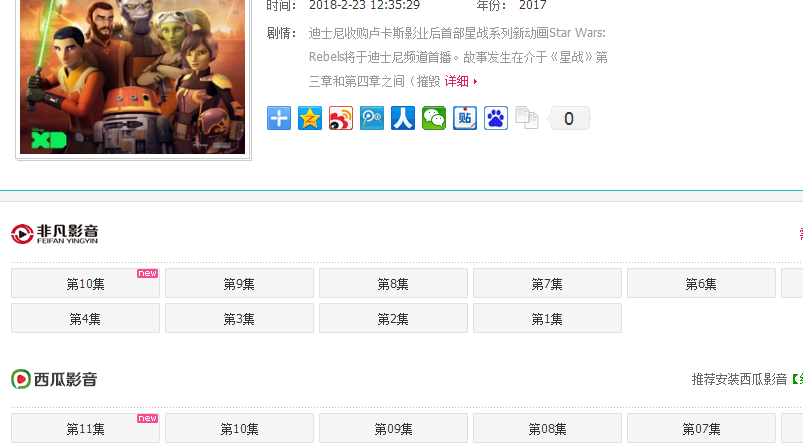 时间： 2018-2-23 12:35:29 年份： 2017
剧情： 迪士尼收购卢卡斯影业后首部星战系列新动画Star Wars:
Rebels将于迪士尼频道首播。故事发生在介于《星战》第
三章和第四章之间（摧毁 详细
XD
贴 0
非凡影音
FEIFAN YINGYIN
第10集 new 第9集 第8集 第7集 第6集
第4集 第3集 第2集 第1集
西瓜影音 推荐安装西瓜影音【
第11集 new 第10集 第09集 第08集 第07集